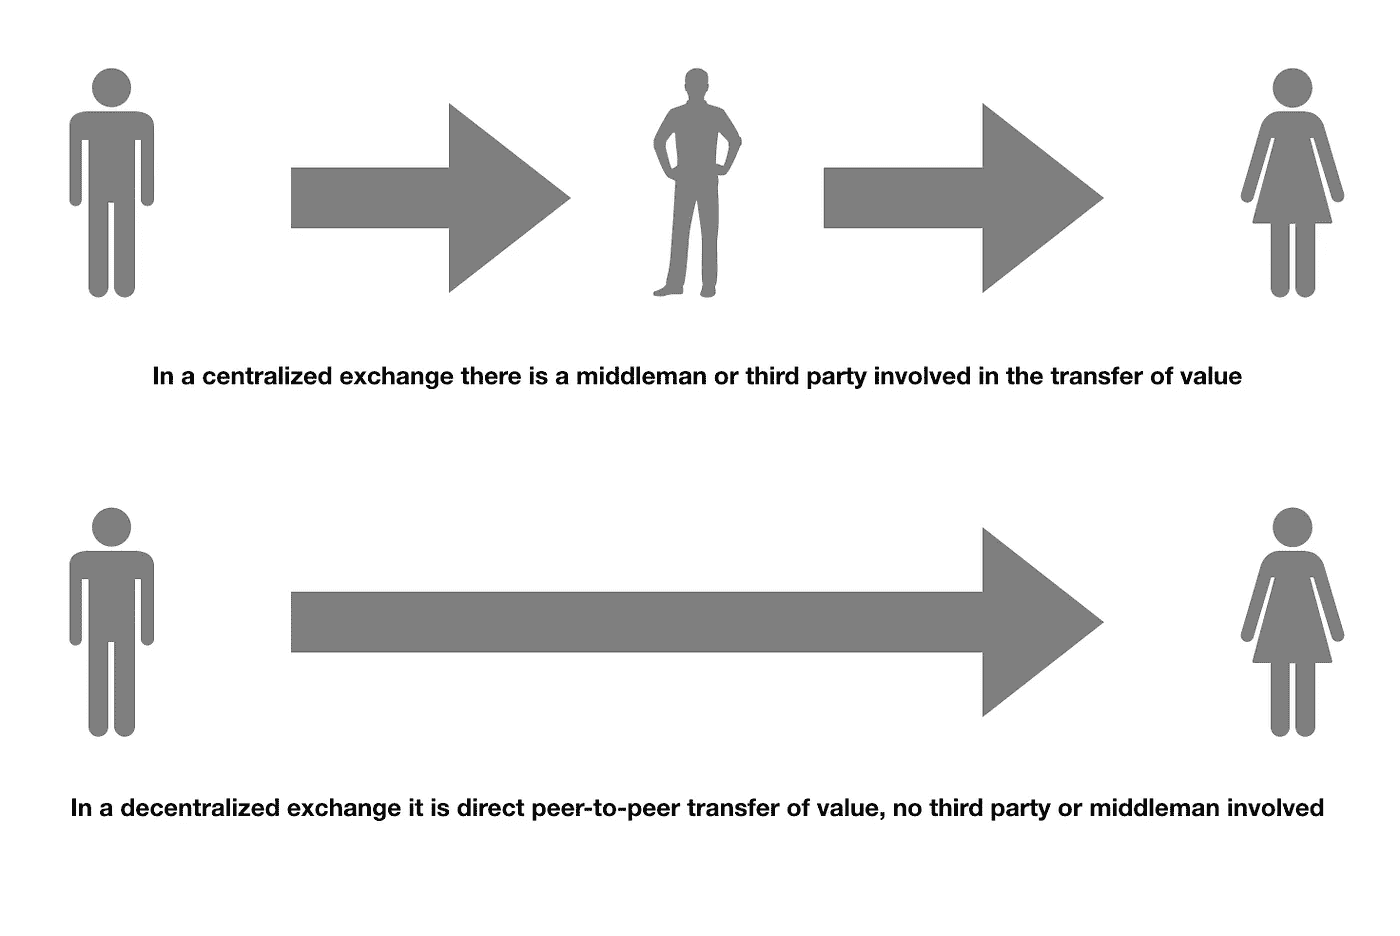 In a centralized exchange there is a middleman or third party involved in the transfer of value
In a decentralized exchange it is direct peer-to-peer transfer of value, no third party or middleman involved